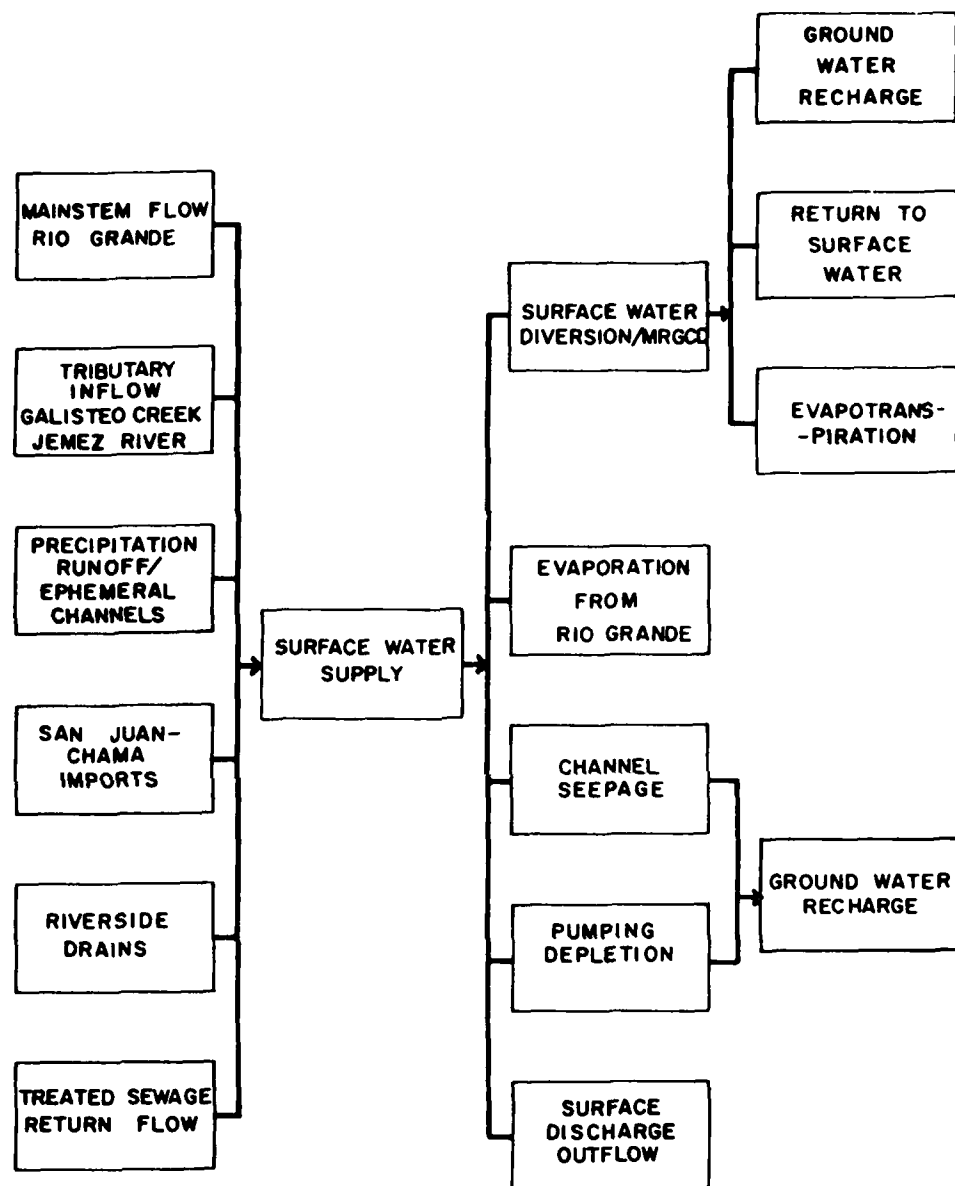 MAINSTEM FLOW
RIO GRANDE
TRIBUTARY
INFLOW
GALISTEO CREEK
JEMEZ RIVER
PRECIPITATION
RUNOFF/
EPHEMERAL
CHANNELS
SAN JUAN-
CHAMA
IMPORTS
RIVERSIDE
DRAINS
TREATED SEWAGE
RETURN FLOW
SURFACE WATER
SUPPLY
SURFACE WATER
DIVERSION/MRGCD
EVAPORATION
FROM
RIO GRANDE
CHANNEL
SEEPAGE
PUMPING
DEPLETION
SURFACE
DISCHARGE
OUTFLOW
GROUND
WATER
RECHARGE
RETURN TO
SURFACE
WATER
EVAPOTRANS-
-PIRATION
GROUND WATER
RECHARGE